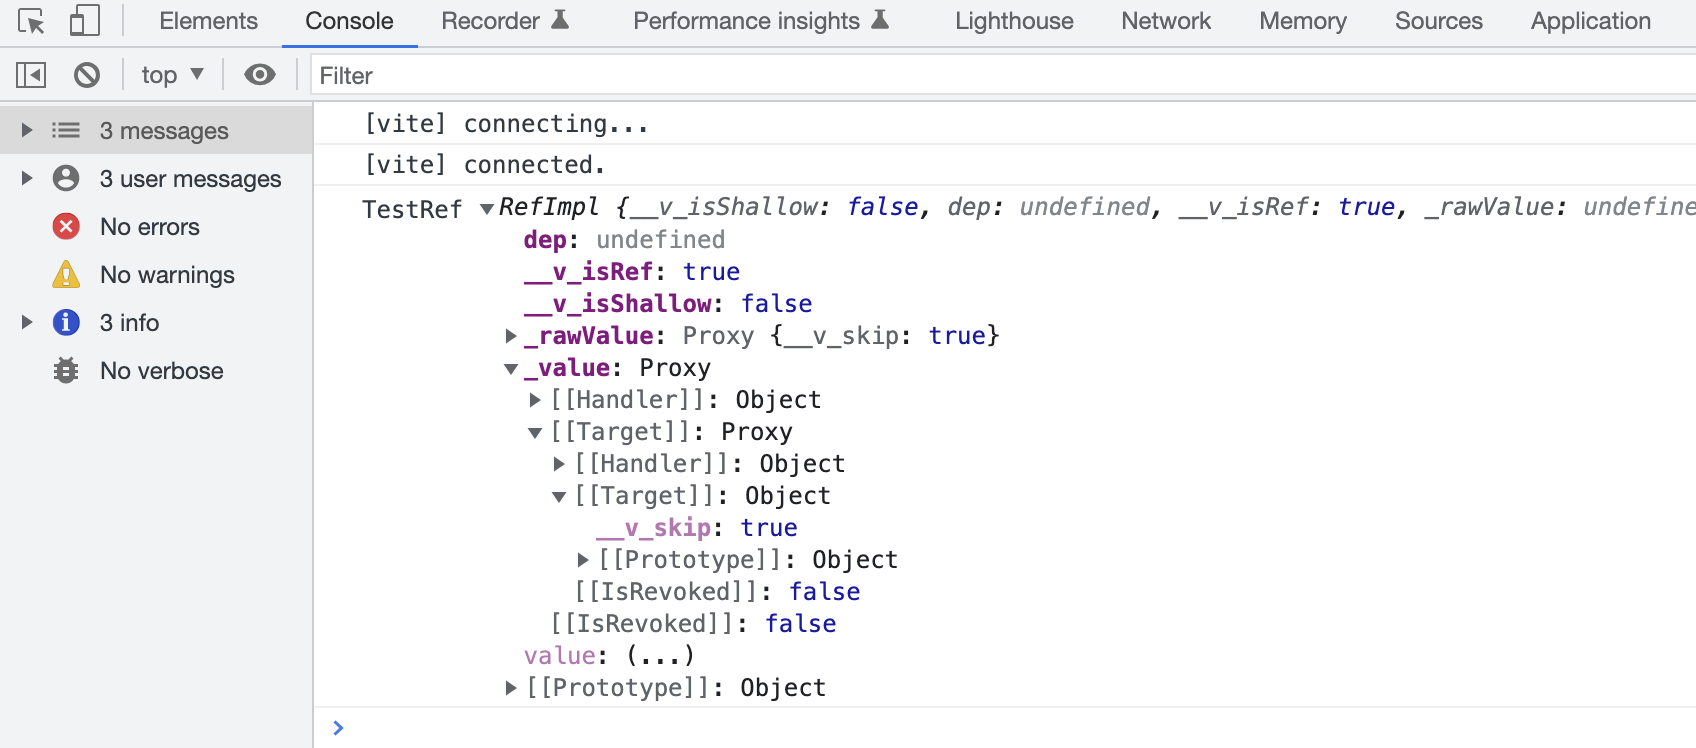 Elements Console Recorder Performance insights Lighthouse Network Memory Sources Application
top Filter
3 messages
3 user messages
No errors
No warnings
3 info
No verbose
[vite] connecting...
[vite] connected.
TestRef RefImpl {__v_isShallow: false, dep: undefined, __v_isRef: true, _rawValue: undefine
dep: undefined
__v_isRef: true
__v_isShallow: false
_rawValue: Proxy {__v_skip: true}
_value: Proxy
[[Handler]]: Object
[[Target]]: Proxy
[[Handler]]: Object
[[Target]]: Object
__v_skip: true
[[Prototype]]: Object
[[IsRevoked]]: false
[[IsRevoked]]: false
value: (...)
[[Prototype]]: Object